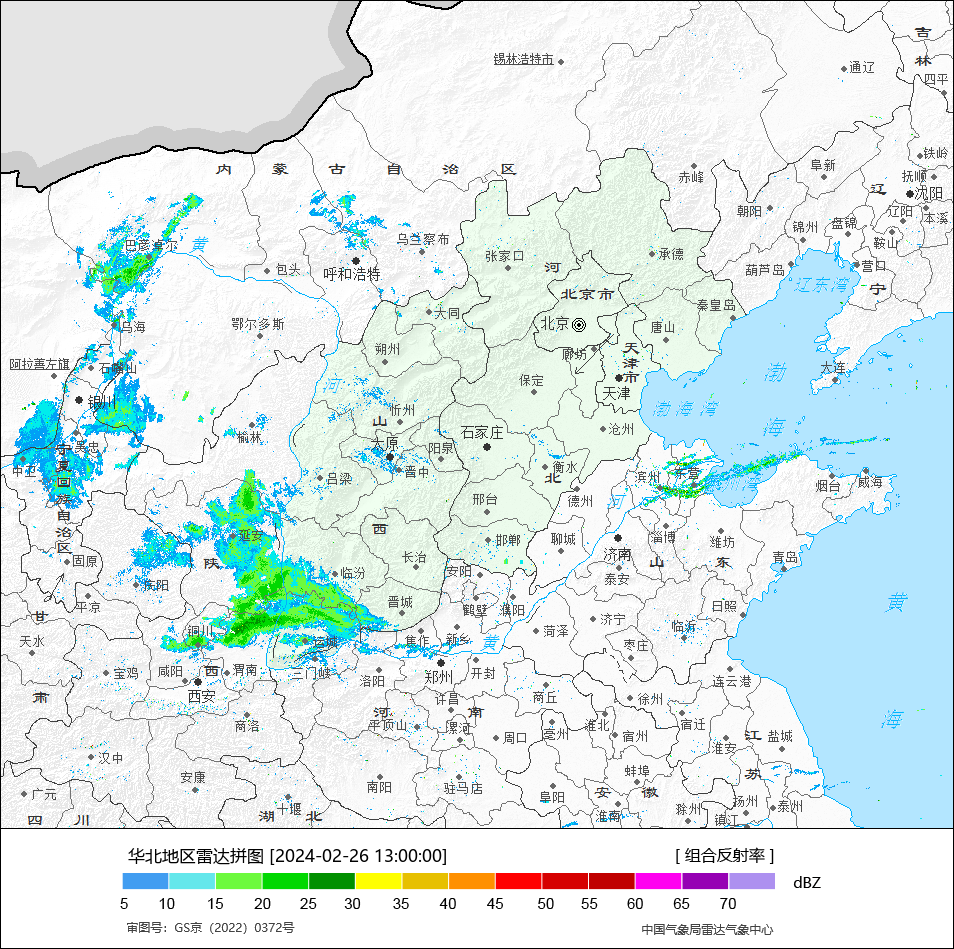 吉
锡林浩特市
通辽
林
四平
铁岭
内 蒙 古 自 治 区
阜新
赤峰
抚顺
辽
沈阳
朝阳
辽阳
本溪
锦州
盘锦
鞍山
黄
巴彦淖尔
乌兰察布
张家口
河
承德
葫芦岛
营口
呼和浩特
包头
北京市
辽东湾
宁
秦皇岛
大同
乌海
鄂尔多斯
北京
唐山
朔州
廊坊
天
津
市
阿拉善左旗
石嘴山
大连
渤
保定
河
天津
银川
忻州
渤海湾
山
海
榆林
石家庄
沧州
太原
阳泉
吴忠
宁
夏
回
族
自
治
区
中卫
晋中
衡水
吕梁
北
滨州
东营
莱州湾
烟台
威海
邢台
德州
河
西
延安
邯郸
聊城
济南
淄博
潍坊
固原
陕
长治
山
东
青岛
临汾
安阳
泰安
庆阳
甘
平凉
晋城
鹤壁
濮阳
日照
黄
济宁
铜川
运城
焦作
新乡
黄
菏泽
临沂
天水
枣庄
宝鸡
咸阳
西
渭南
三门峡
洛阳
郑州
开封
连云港
肃
西安
许昌
商丘
徐州
河
南
宿迁
海
商洛
平顶山
漯河
周口
亳州
淮北
宿州
江
盐城
淮安
汉中
安康
南阳
驻马店
蚌埠
苏
广元
阜阳
安
徽
十堰
扬州
泰州
滁州
四 川
湖 北
淮南
镇江
华北地区雷达拼图 [2024-02-26 13:00:00]
[ 组合反射率 ]
dBZ
5 10 15 20 25 30 35 40 45 50 55 60 65 70
审图号：GS京（2022）0372号
中国气象局雷达气象中心